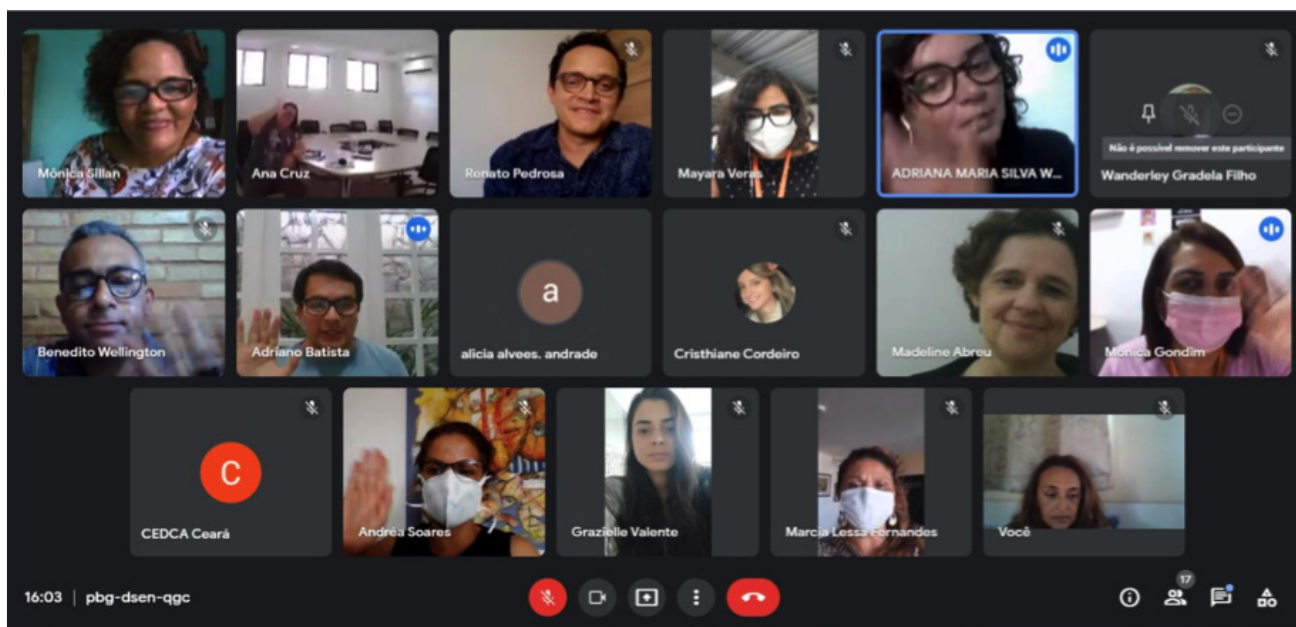 Mônica Sillan
Ana Cruz
Renato Pedrosa
Mayara Veras
ADRIANA MARIA SILVA W...
Não é possível remover este participante
Wanderley Gradela Filho
Benedito Wellington
Adriano Batista
a
alicia alvees. andrade
Cristhiane Cordeiro
Madeline Abreu
Mônica Gondim
C
CEDCA Ceará
Andréa Soares
Grazielle Valente
Marcia Lessa Fernandes
Você
16:03 | pbg-dsen-qgc
17